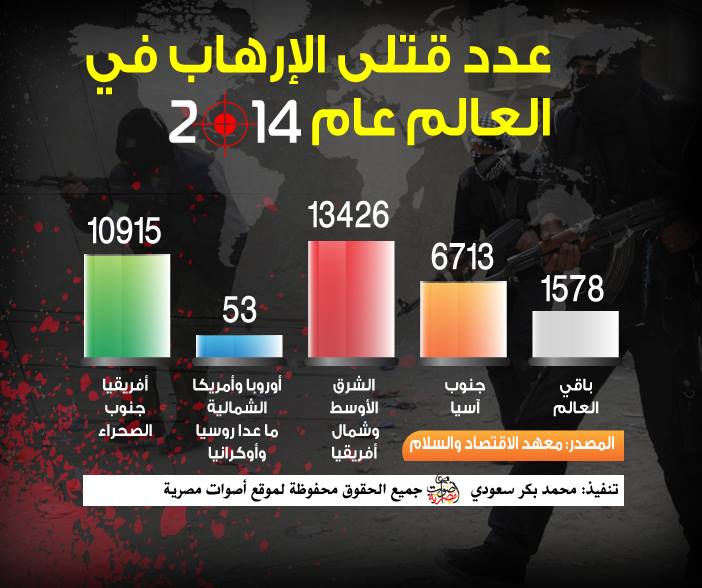 عدد قتلى الإرهاب في
العالم عام 2014
10915
53
13426
6713
1578
أفريقيا
جنوب
الصحراء
أوروبا وأمريكا
الشمالية
ما عدا روسيا
وأوكرانيا
الشرق
الأوسط
وشمال
أفريقيا
جنوب
آسيا
باقي
العالم
المصدر: معهد الاقتصاد والسلام
تنفيذ: محمد بكر سعودي أصوات مصرية جميع الحقوق محفوظة لموقع أصوات مصرية